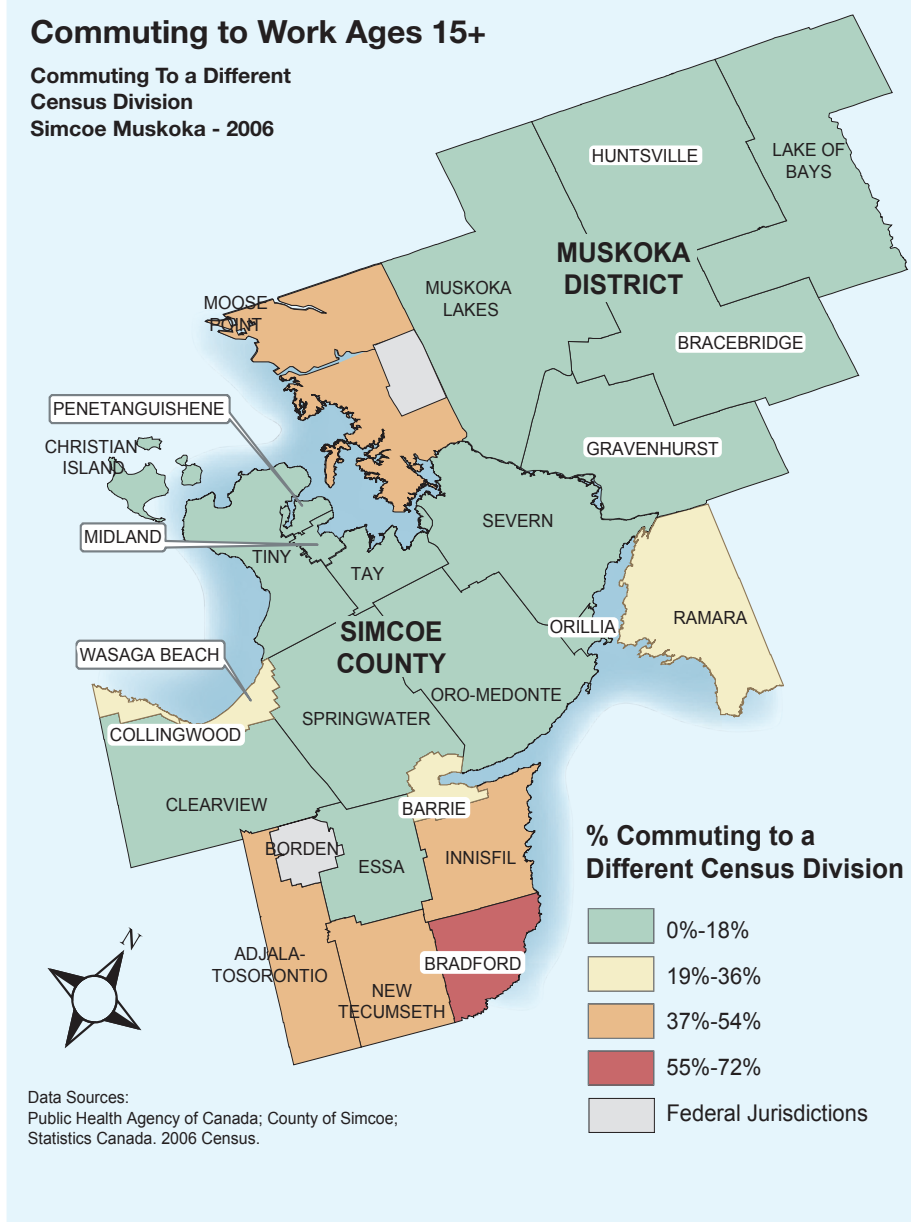 Commuting to Work Ages 15+
Commuting To a Different
Census Division
Simcoe Muskoka - 2006
HUNTSVILLE
LAKE OF
BAYS
MUSKOKA
DISTRICT
MUSKOKA
LAKES
MOOSE
POINT
BRACEBRIDGE
PENETANGUISHENE
CHRISTIAN
ISLAND
GRAVENHURST
SEVERN
MIDLAND
TINY
TAY
RAMARA
ORILLIA
SIMCOE
COUNTY
WASAGA BEACH
ORO-MEDONTE
SPRINGWATER
COLLINGWOOD
CLEARVIEW
BARRIE
BORDEN
ESSA
INNISFIL
ADJALA-
TOSORONTIO
BRADFORD
NEW
TECUMSETH
% Commuting to a
Different Census Division
0%-18%
19%-36%
37%-54%
55%-72%
Federal Jurisdictions
N
Data Sources:
Public Health Agency of Canada; County of Simcoe;
Statistics Canada. 2006 Census.